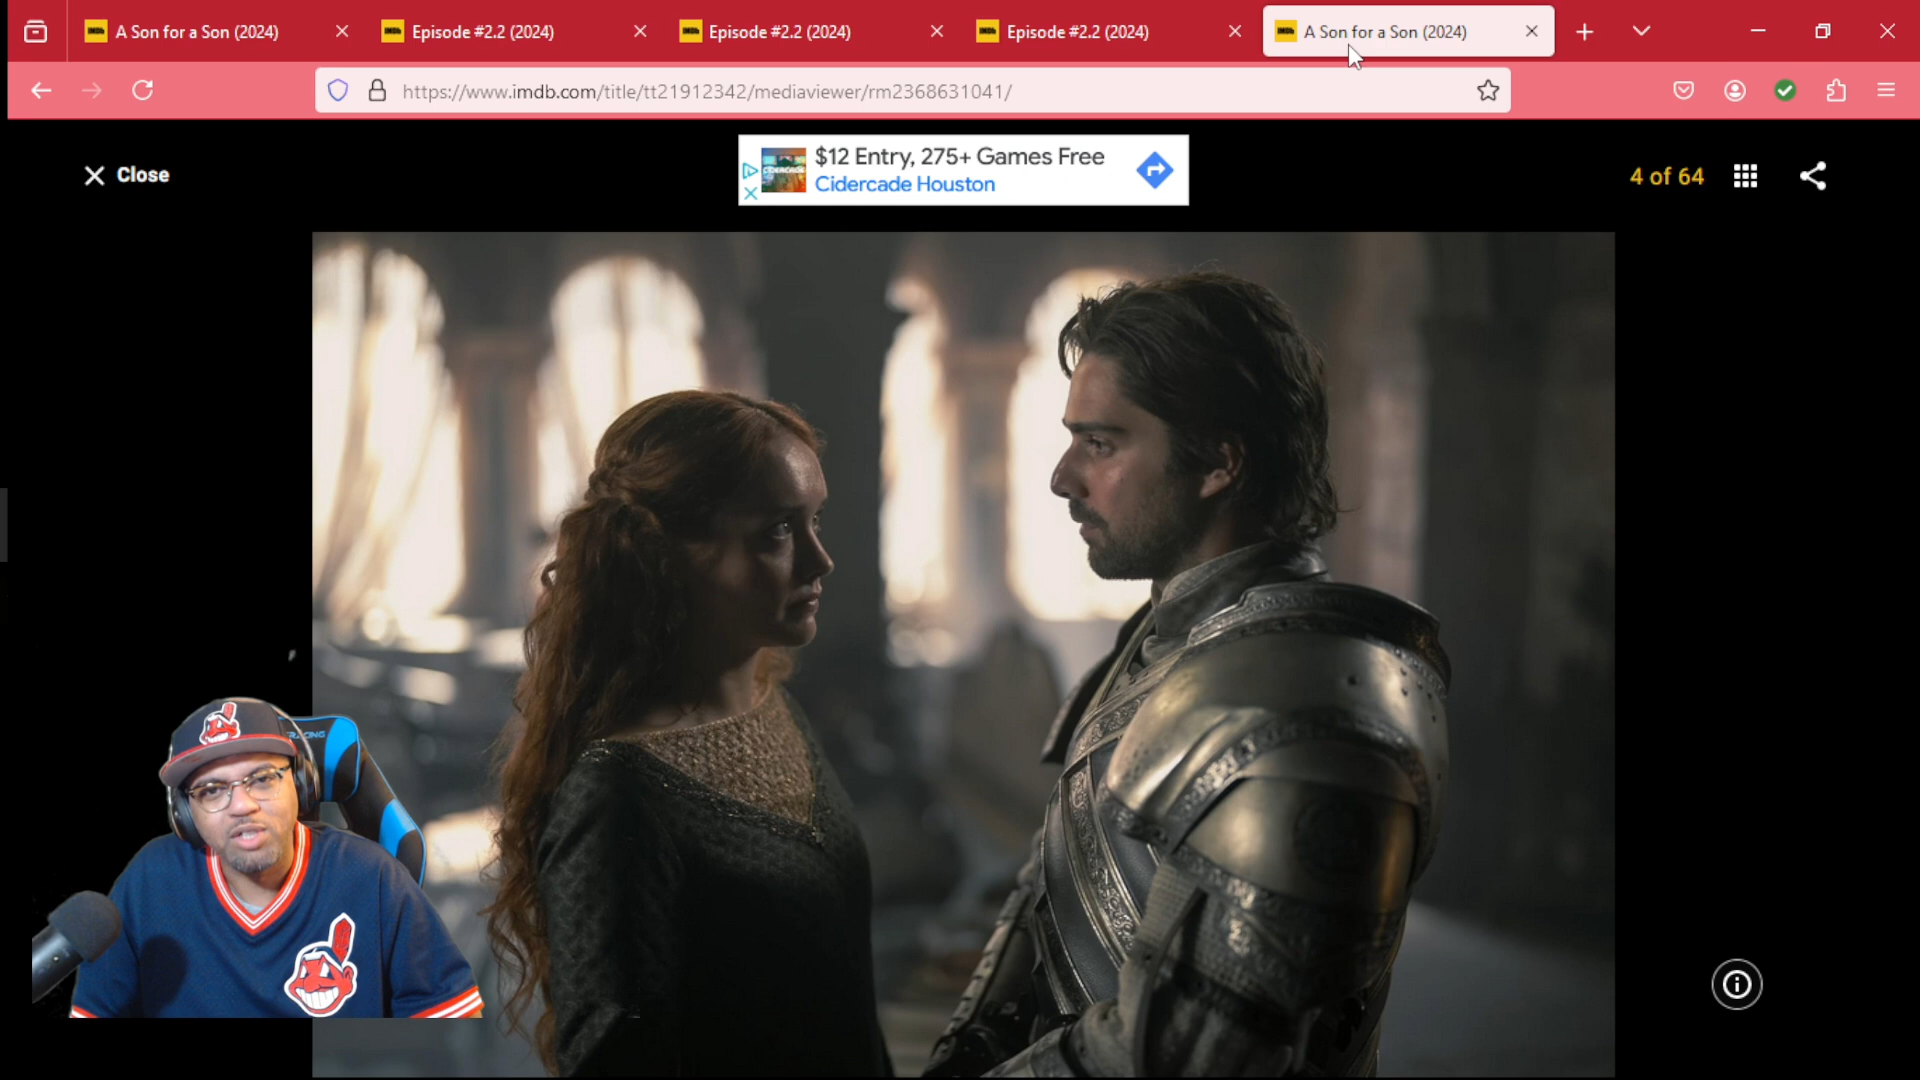 A Son for a Son (2024)
Episode #2.2 (2024)
Episode #2.2 (2024)
Episode #2.2 (2024)
A Son for a Son (2024)
https://www.imdb.com/title/tt21912342/mediaviewer/rm2368631041/
Close
$12 Entry, 275+ Games Free
Cidercade Houston
CIDERCADE
4 of 64
RACING